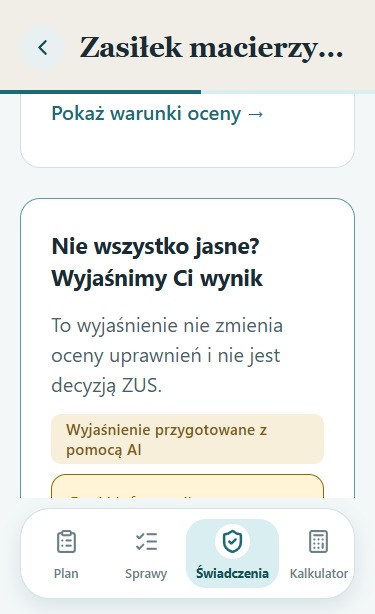 Zasiłek macierzy...
Pokaż warunki oceny →
Nie wszystko jasne?
Wyjaśnimy Ci wynik
To wyjaśnienie nie zmienia
oceny uprawnień i nie jest
decyzją ZUS.
Wyjaśnienie przygotowane z
pomocą AI
Plan
Sprawy
Świadczenia
Kalkulator